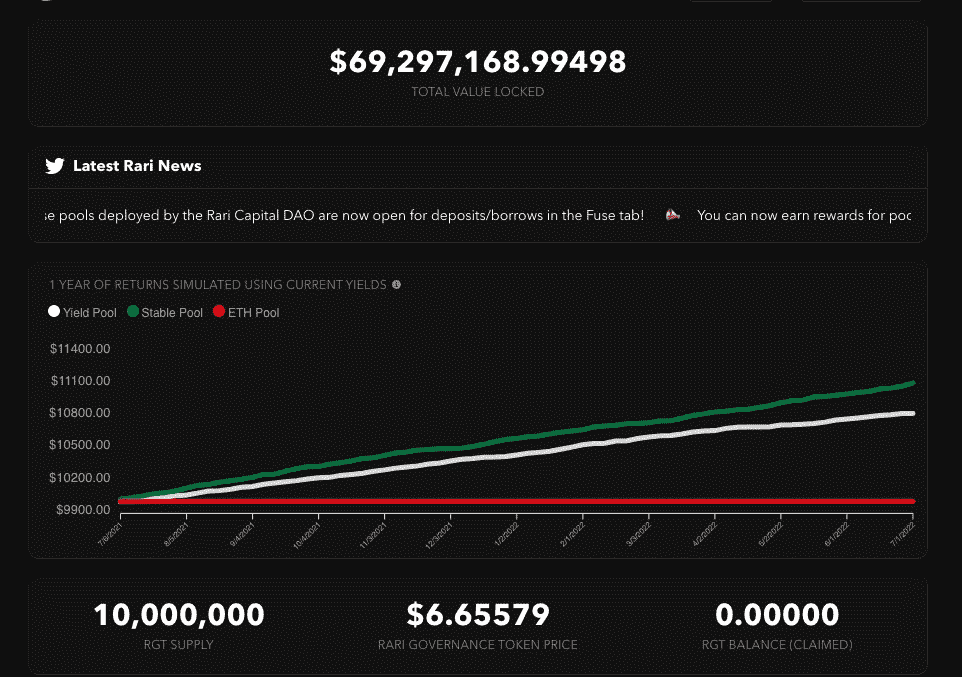 $69,297,168.99498
TOTAL VALUE LOCKED
Latest Rari News
se pools deployed by the Rari Capital DAO are now open for deposits/borrows in the Fuse tab! You can now earn rewards for poo
1 YEAR OF RETURNS SIMULATED USING CURRENT YIELDS
Yield Pool Stable Pool ETH Pool
$11400.00
$11100.00
$10800.00
$10500.00
$10200.00
$9900.00
7/6/2021 8/5/2021 9/4/2021 10/4/2021 11/3/2021 12/3/2021 1/2/2022 2/1/2022 3/3/2022 4/2/2022 5/2/2022 6/1/2022 7/1/2022
10,000,000 $6.65579 0.00000
RGT SUPPLY RARI GOVERNANCE TOKEN PRICE RGT BALANCE (CLAIMED)